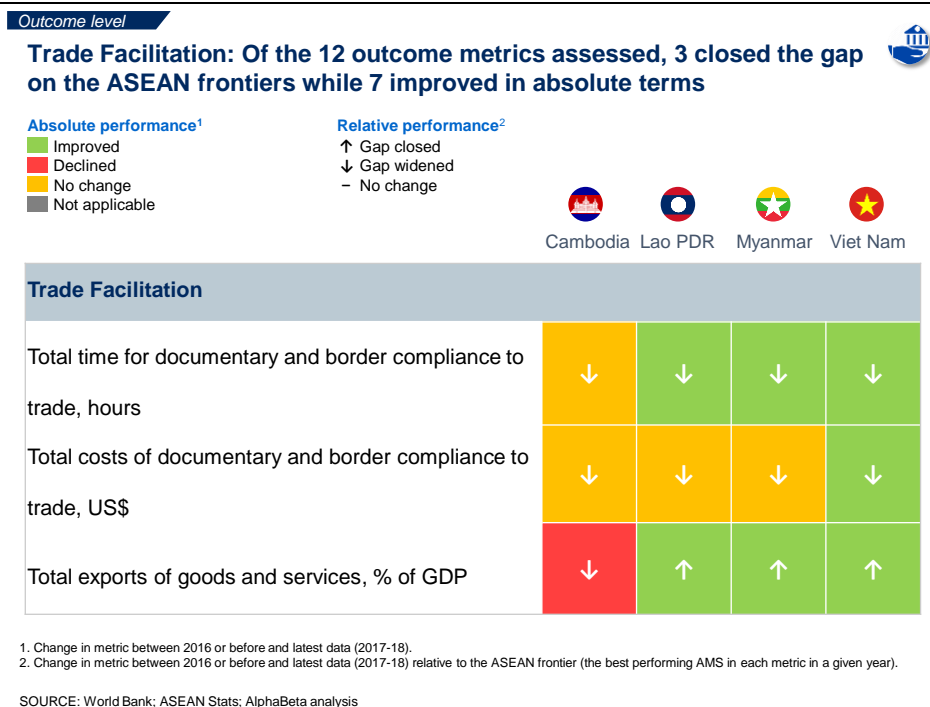 Outcome level
Trade Facilitation: Of the 12 outcome metrics assessed, 3 closed the gap
on the ASEAN frontiers while 7 improved in absolute terms
Absolute performance1
Improved
Declined
No change
Not applicable
Relative performance2
↑ Gap closed
↓ Gap widened
– No change
Cambodia Lao PDR Myanmar Viet Nam
Trade Facilitation
Total time for documentary and border compliance to
trade, hours
↓ ↓ ↓ ↓
Total costs of documentary and border compliance to
trade, US$
↓ ↓ ↓ ↓
Total exports of goods and services, % of GDP
↓ ↑ ↑ ↑
1. Change in metric between 2016 or before and latest data (2017-18).
2. Change in metric between 2016 or before and latest data (2017-18) relative to the ASEAN frontier (the best performing AMS in each metric in a given year).
SOURCE: World Bank; ASEAN Stats; AlphaBeta analysis